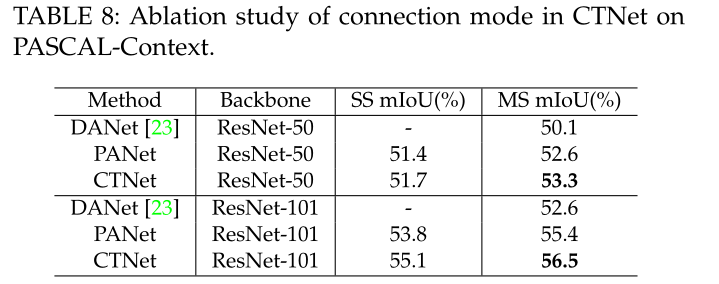 TABLE 8: Ablation study of connection mode in CTNet on
PASCAL-Context.
Method Backbone SS mIoU(%) MS mIoU(%)
DANet [23] ResNet-50 - 50.1
PANet ResNet-50 51.4 52.6
CTNet ResNet-50 51.7 53.3
DANet [23] ResNet-101 - 52.6
PANet ResNet-101 53.8 55.4
CTNet ResNet-101 55.1 56.5